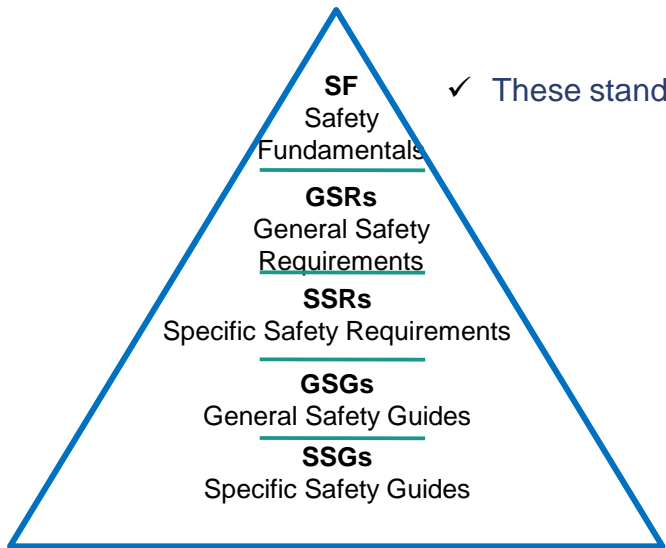 SF
Safety
Fundamentals
✓ These stand
GSRs
General Safety
Requirements
SSRs
Specific Safety Requirements
GSGs
General Safety Guides
SSGs
Specific Safety Guides